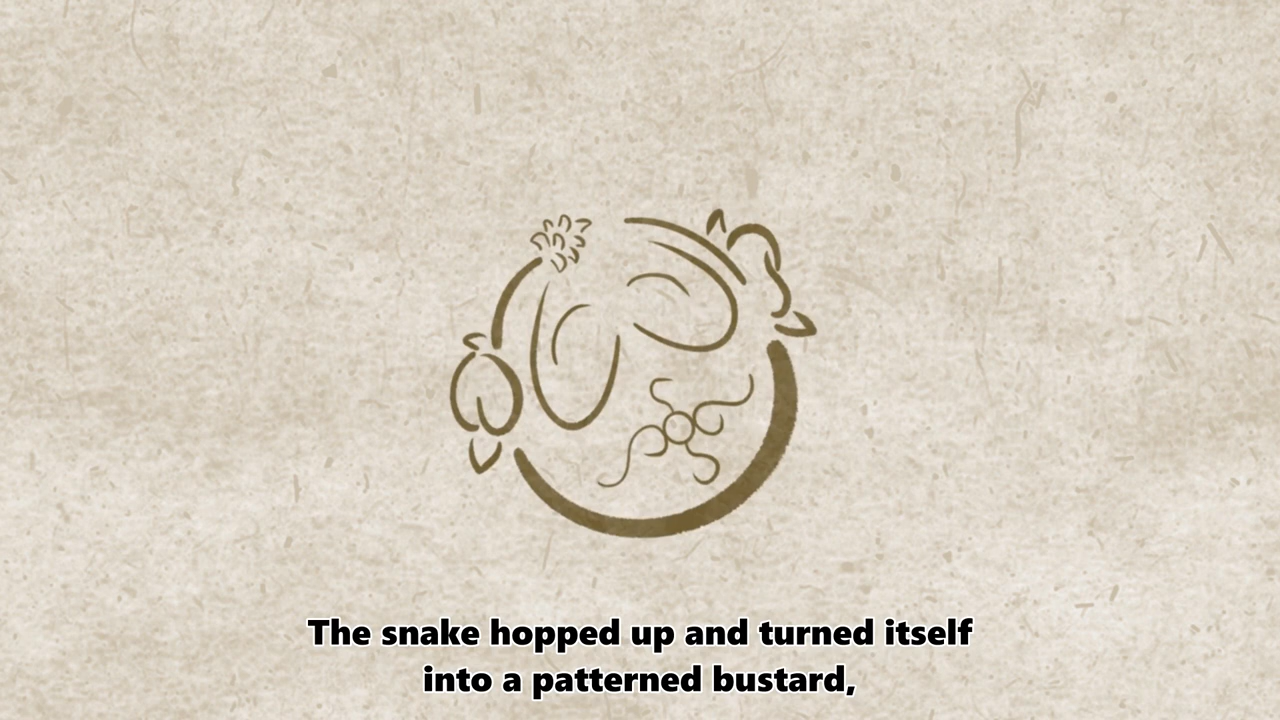 The snake hopped up and turned itself
into a patterned bustard,